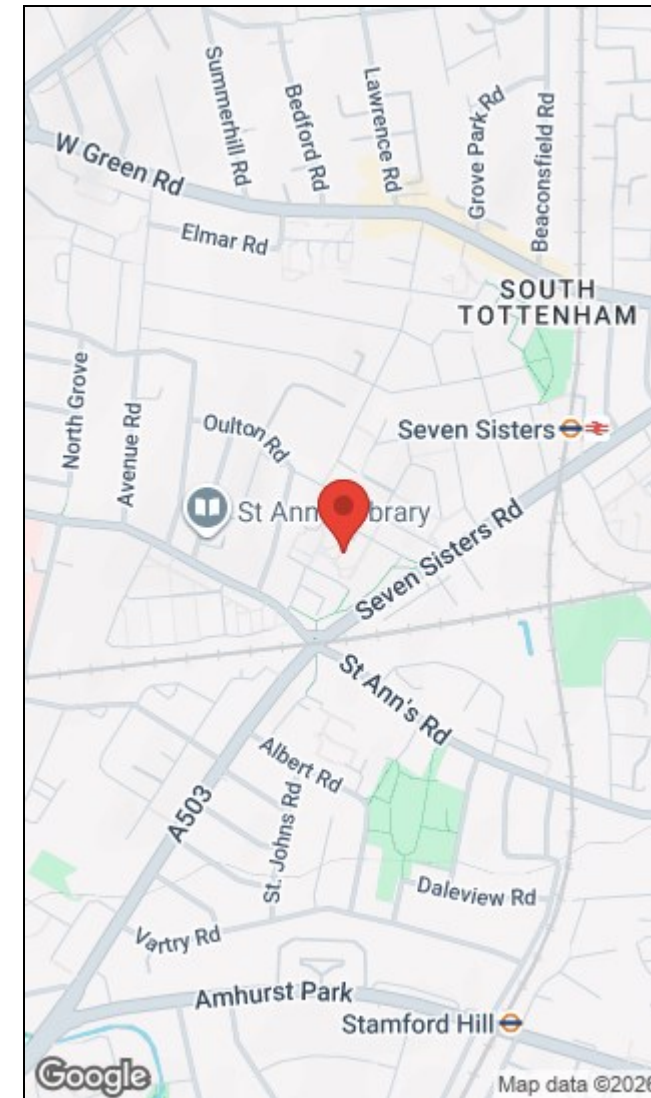 Summerhill Rd
Bedford Rd
Lawrence Rd
Grove Park Rd
Beaconsfield Rd
W Green Rd
Elmar Rd
SOUTH
TOTTENHAM
North Grove
Avenue Rd
Oulton Rd
Seven Sisters
St Ann brary
Seven Sisters Rd
St Ann's Rd
Albert Rd
A503
St. Johns Rd
Daleview Rd
Vartry Rd
Amhurst Park
Stamford Hill
Google
Map data ©2026